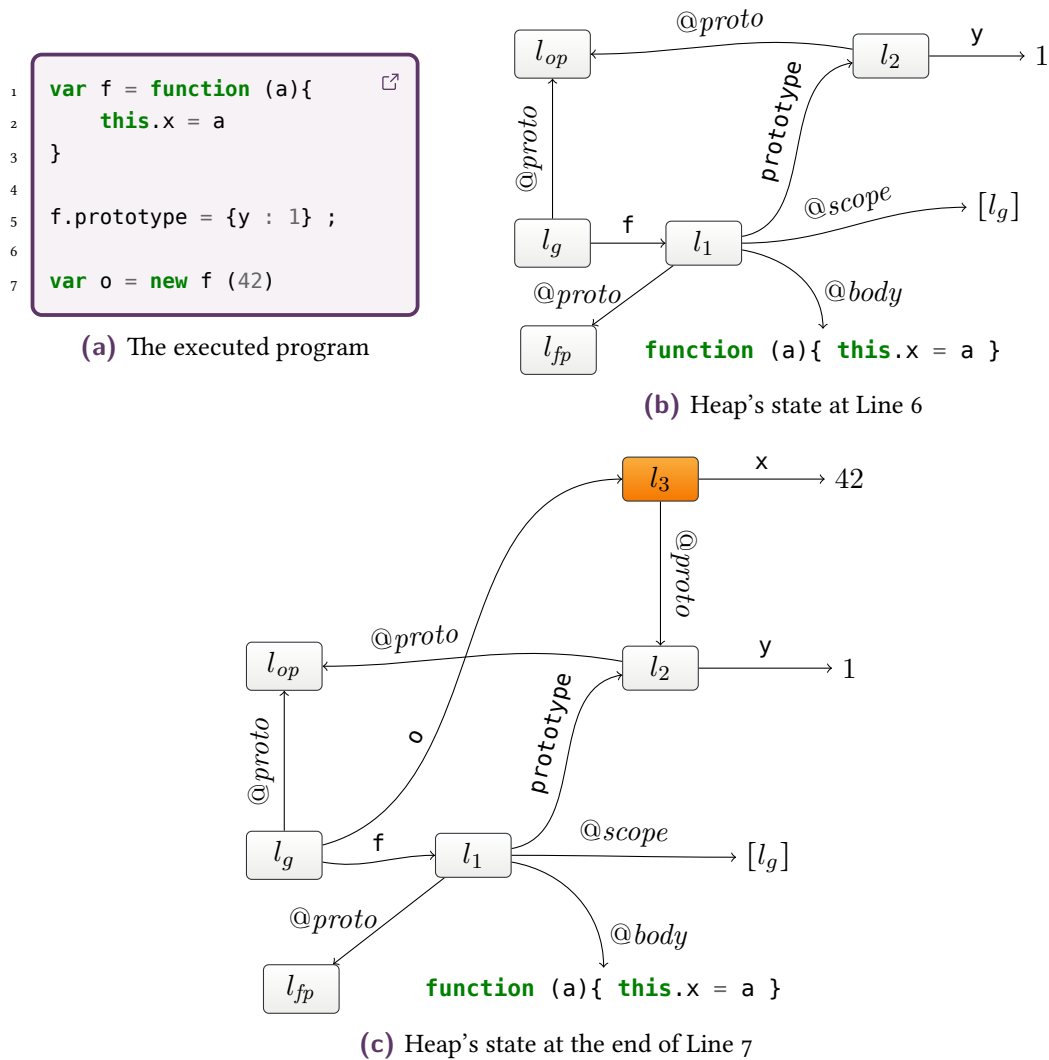 1 var f = function (a){
2 this.x = a
3 }
4
5 f.prototype = {y : 1} ;
6
7 var o = new f (42)
(a) The executed program
@proto
l_op
l_2
y
1
@proto
prototype
@scope
[l_g]
l_g
f
l_1
@proto
@body
l_fp
function (a){ this.x = a }
(b) Heap's state at Line 6
l_3
x
42
@proto
@proto
l_op
l_2
y
1
@proto
o
prototype
@scope
l_g
f
l_1
[l_g]
@proto
@body
l_fp
function (a){ this.x = a }
(c) Heap's state at the end of Line 7